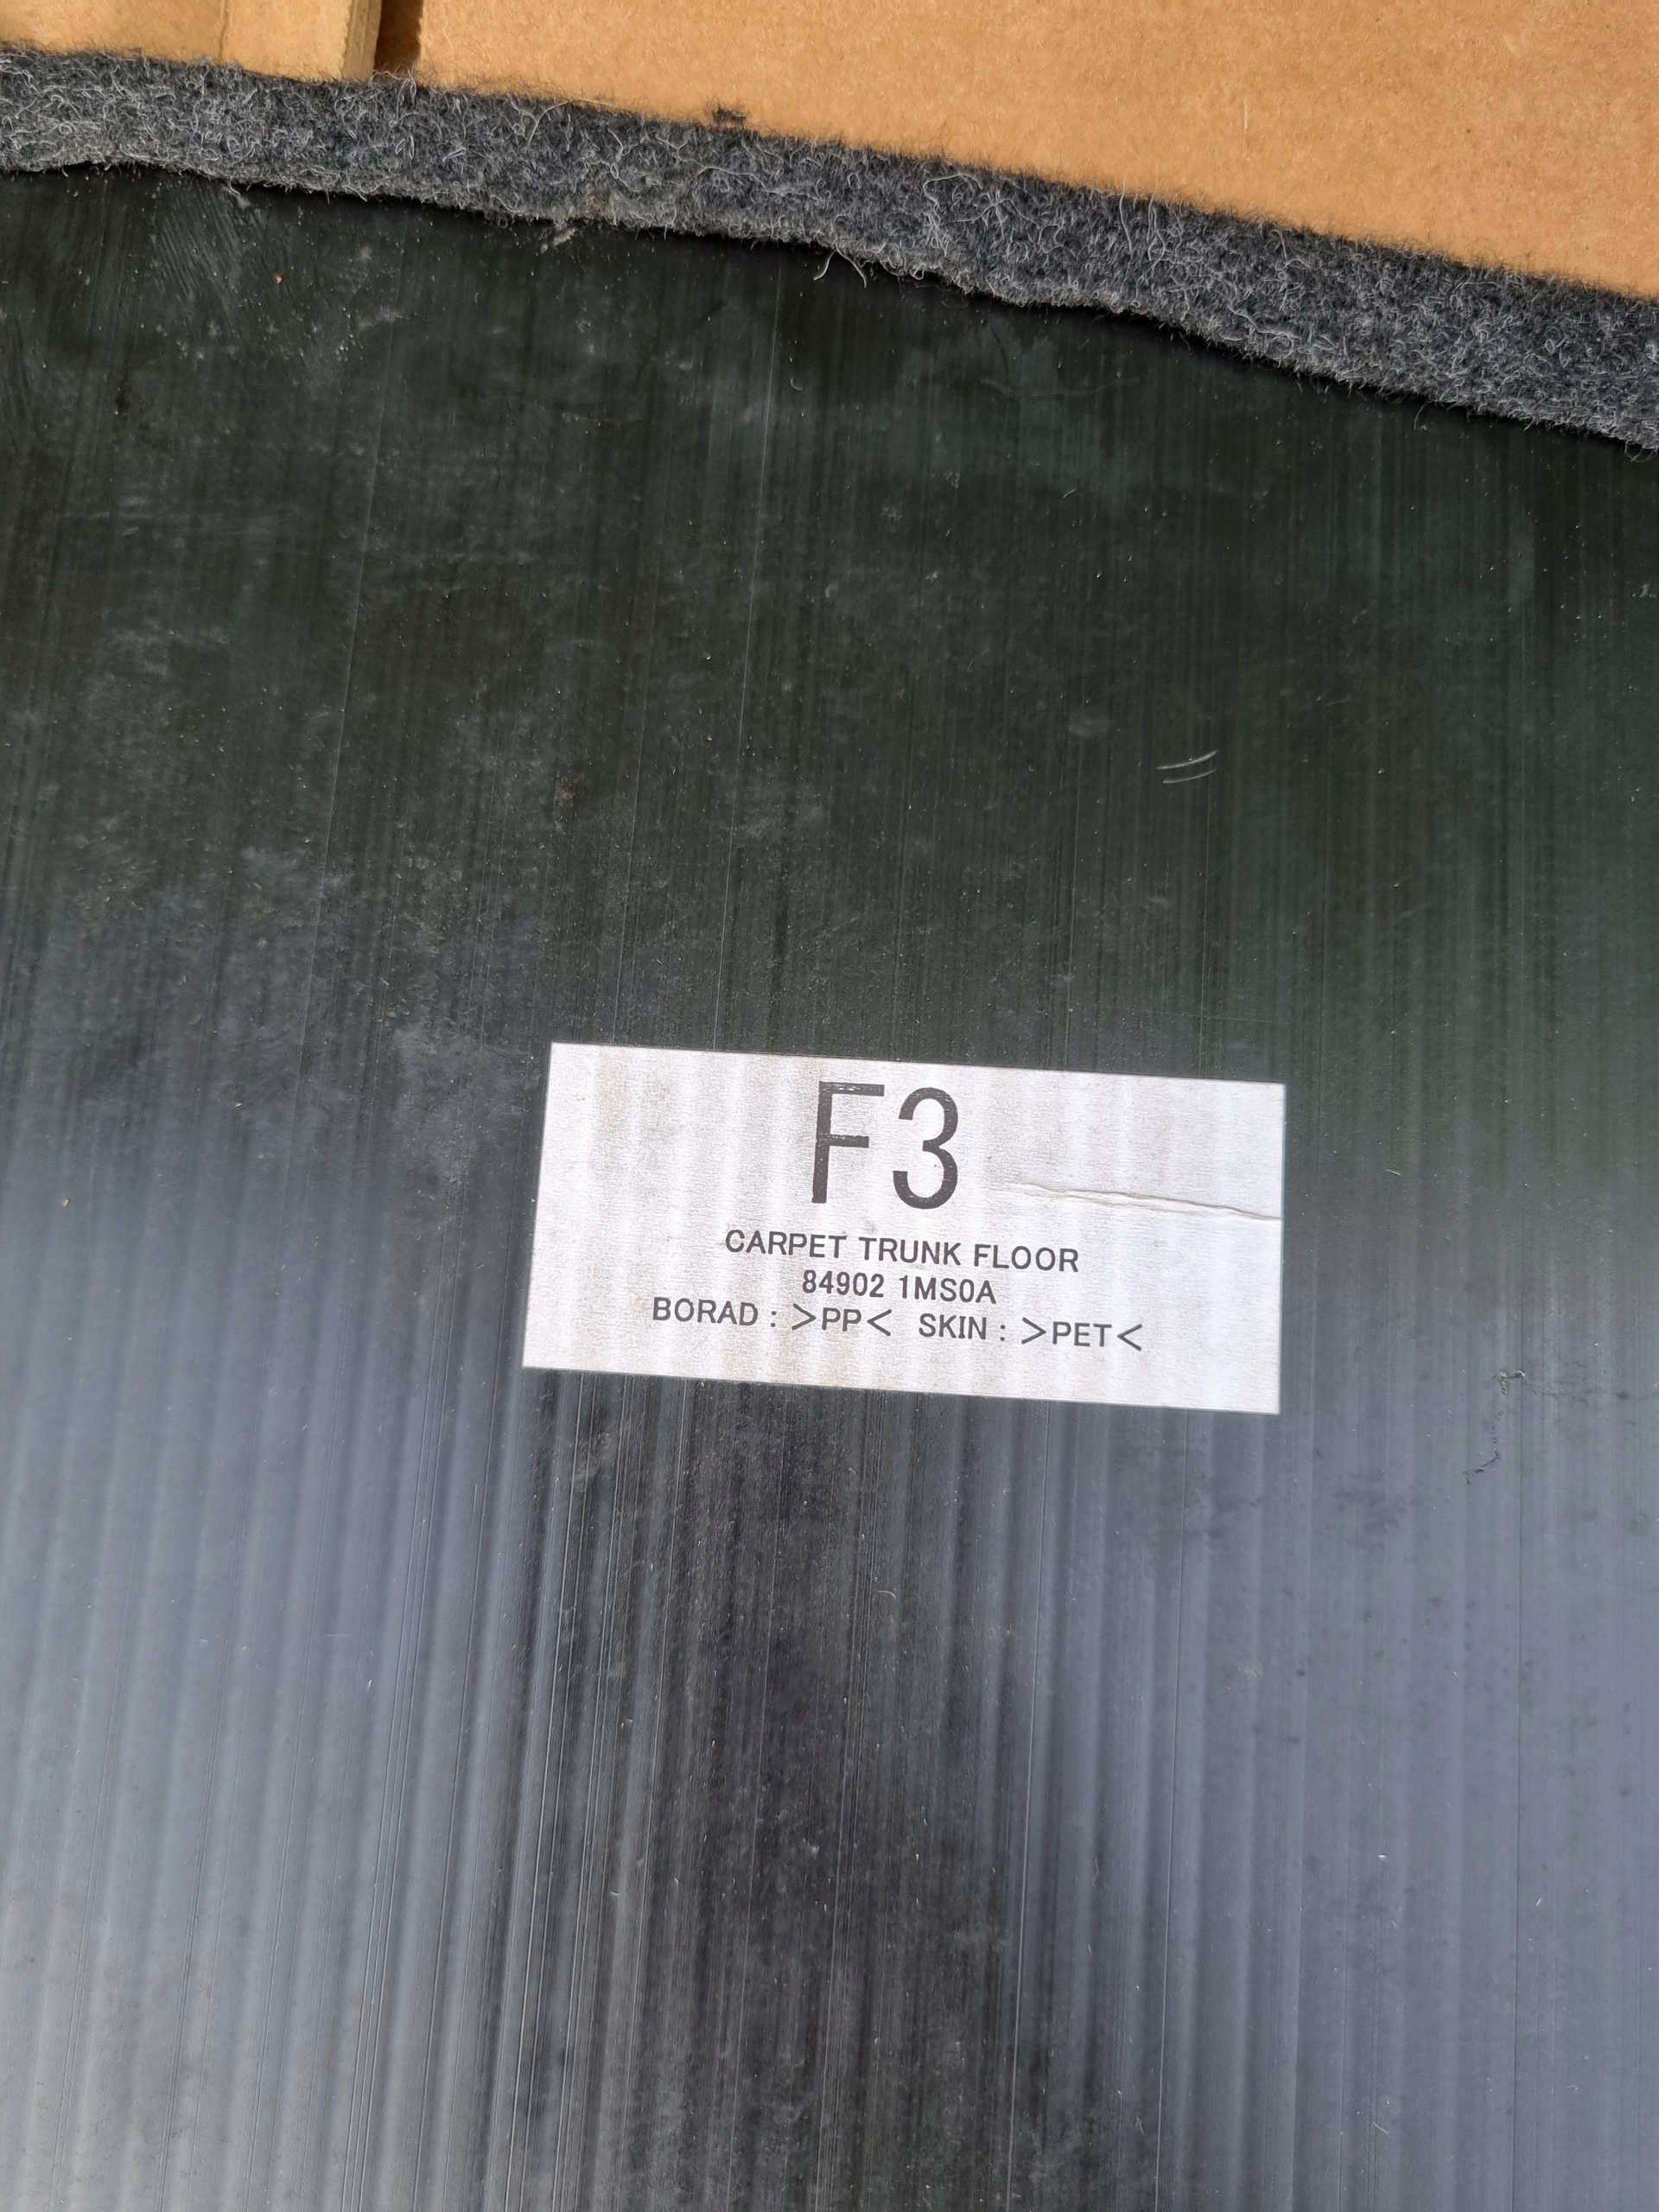 F3
CARPET TRUNK FLOOR
84902 1MS0A
BORAD : >PP< SKIN : >PET<